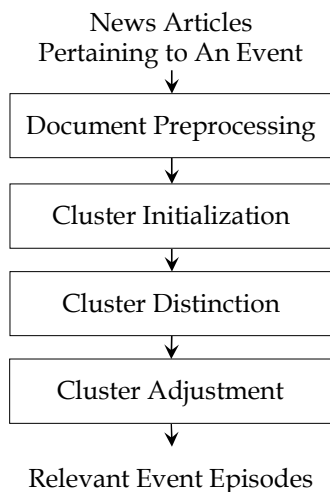 News Articles
Pertaining to An Event
Document Preprocessing
Cluster Initialization
Cluster Distinction
Cluster Adjustment
Relevant Event Episodes